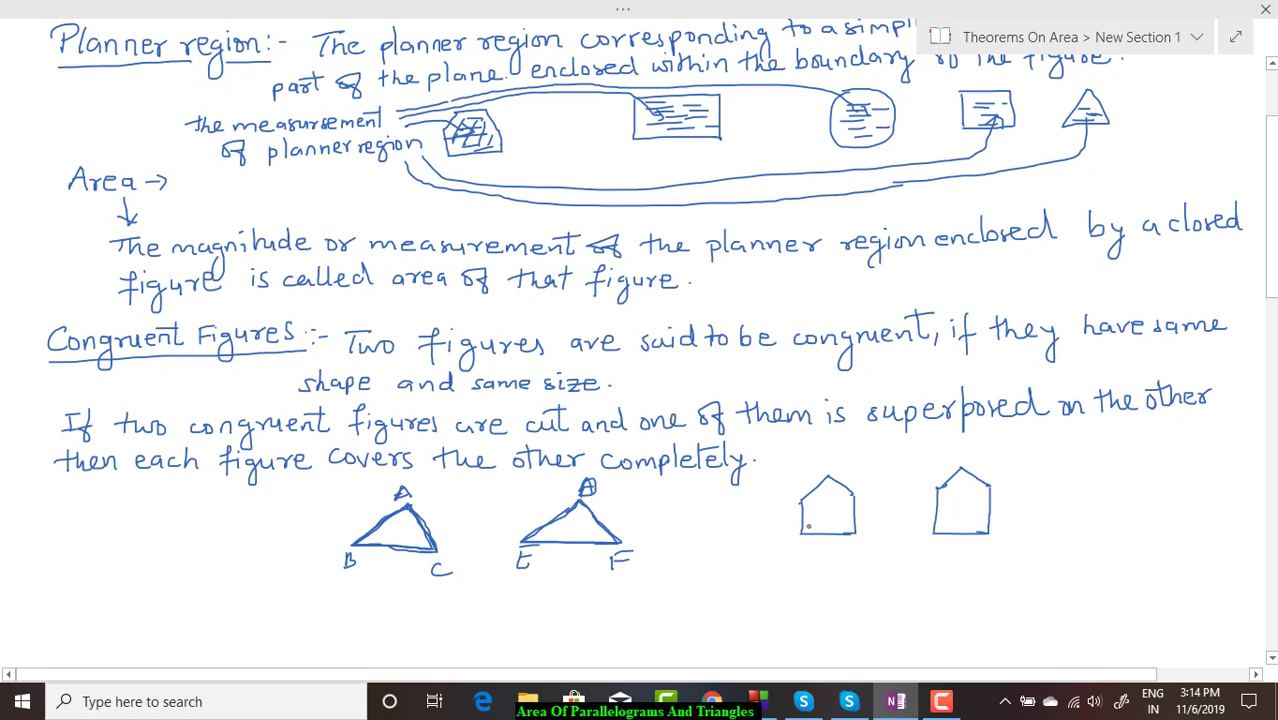 Planner region:- The planner region corresponding to a simpl
Theorems On Area > New Section 1
part of the plane enclosed within the boundary of the figure.
the measursement
of planner region
Area →
The magnitude or measurement of the planner region enclosed by a closed
figure is called area of that figure.
Congruent Figures :- Two figures are said to be congruent, if they have same
shape and same size.
If two congruent figures are cut and one of them is superposed on the other
then each figure covers the other completely.
A
B
C
D
E
F
Type here to search
ENG
IN
3:14 PM
11/6/2019
Area Of Parallelograms And Triangles